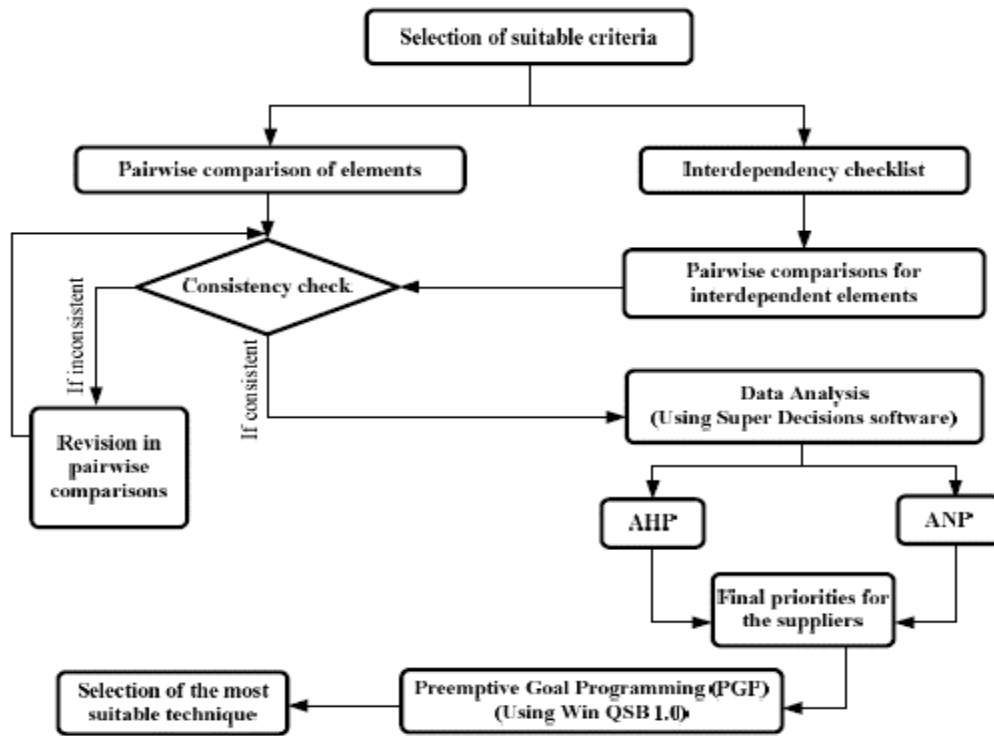 Selection of suitable criteria
Pairwise comparison of elements
Interdependency checklist
Consistency check
Pairwise comparisons for
interdependent elements
If inconsistent
If consistent
Revision in
pairwise
comparisons
Data Analysis
(Using Super Decisions software)
AHP
ANP
Final priorities for
the suppliers
Preemptive Goal Programming (PGP)
(Using Win QSB 1.0)
Selection of the most
suitable technique